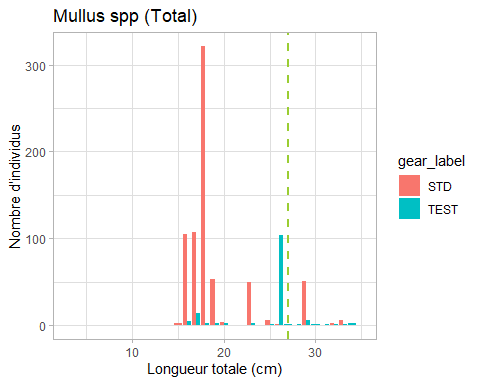 Mullus spp (Total)
300
200
100
0
Nombre d'individus
10
20
30
Longueur totale (cm)
gear_label
STD
TEST